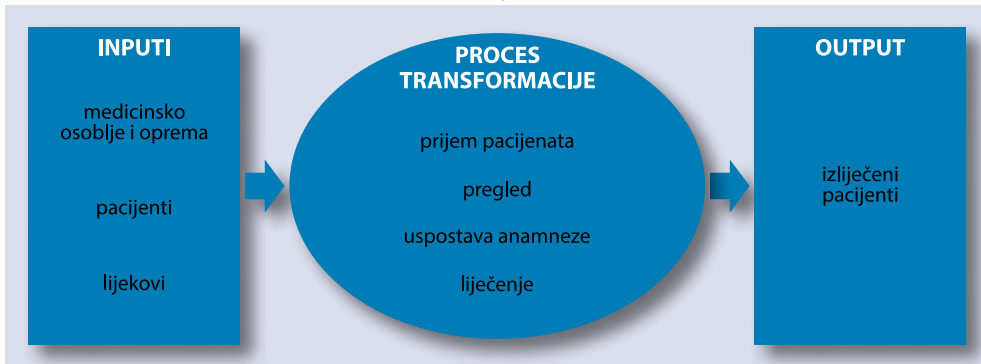 INPUTI
medicinsko
osoblje i oprema
pacijenti
lijekovi
PROCES
TRANSFORMACIJE
prijem pacijenata
pregled
uspostava anamneze
liječenje
OUTPUT
izliječeni
pacijenti